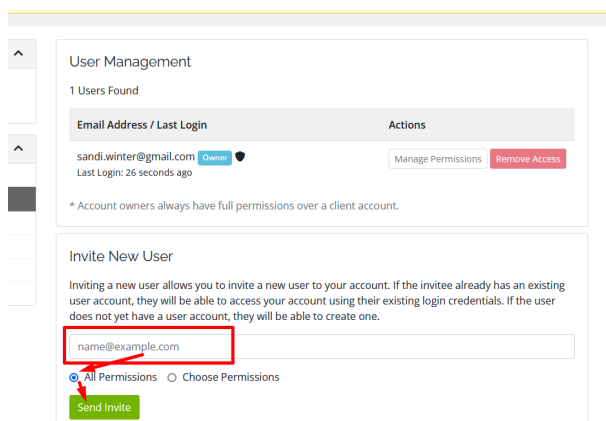 User Management
1 Users Found
Email Address / Last Login Actions
sandi.winter@gmail.com Owner Manage Permissions Remove Access
Last Login: 26 seconds ago
* Account owners always have full permissions over a client account.
Invite New User
Inviting a new user allows you to invite a new user to your account. If the invitee already has an existing
user account, they will be able to access your account using their existing login credentials. If the user
does not yet have a user account, they will be able to create one.
name@example.com
All Permissions Choose Permissions
Send Invite